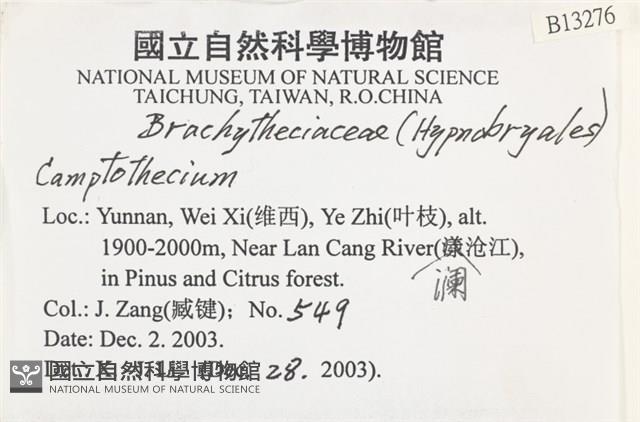 B13276
國立自然科學博物館
NATIONAL MUSEUM OF NATURAL SCIENCE
TAICHUNG, TAIWAN, R.O.CHINA
Brachytheciaceae (Hypnobryales)
Camptothecium
Loc.: Yunnan, Wei Xi(维西), Ye Zhi(叶枝), alt.
1900-2000m, Near Lan Cang River(漾沧江),
澜
in Pinus and Citrus forest.
Col.: J. Zang(臧键); No. 549
Date: Dec. 2. 2003.
28. 2003).
國立自然科學博物館
NATIONAL MUSEUM OF NATURAL SCIENCE